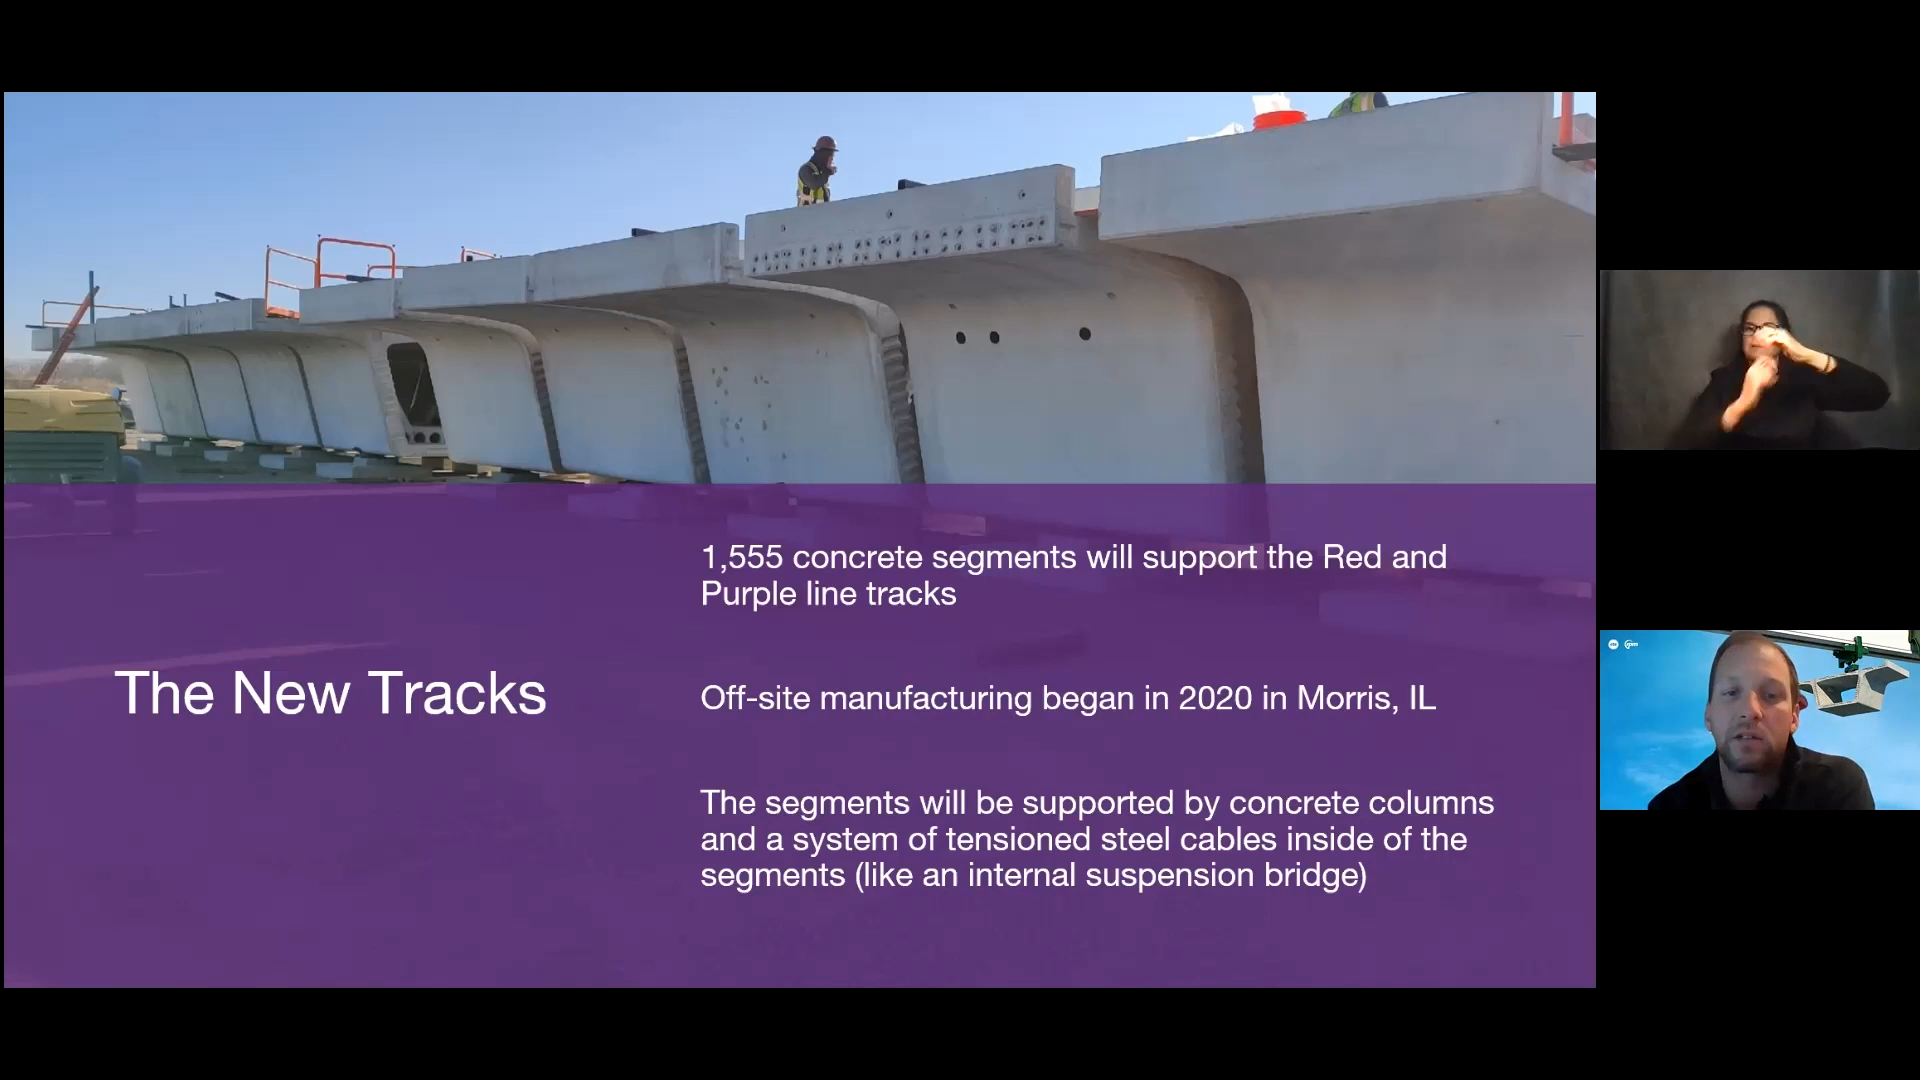 1,555 concrete segments will support the Red and
Purple line tracks
The New Tracks
Off-site manufacturing began in 2020 in Morris, IL
The segments will be supported by concrete columns
and a system of tensioned steel cables inside of the
segments (like an internal suspension bridge)